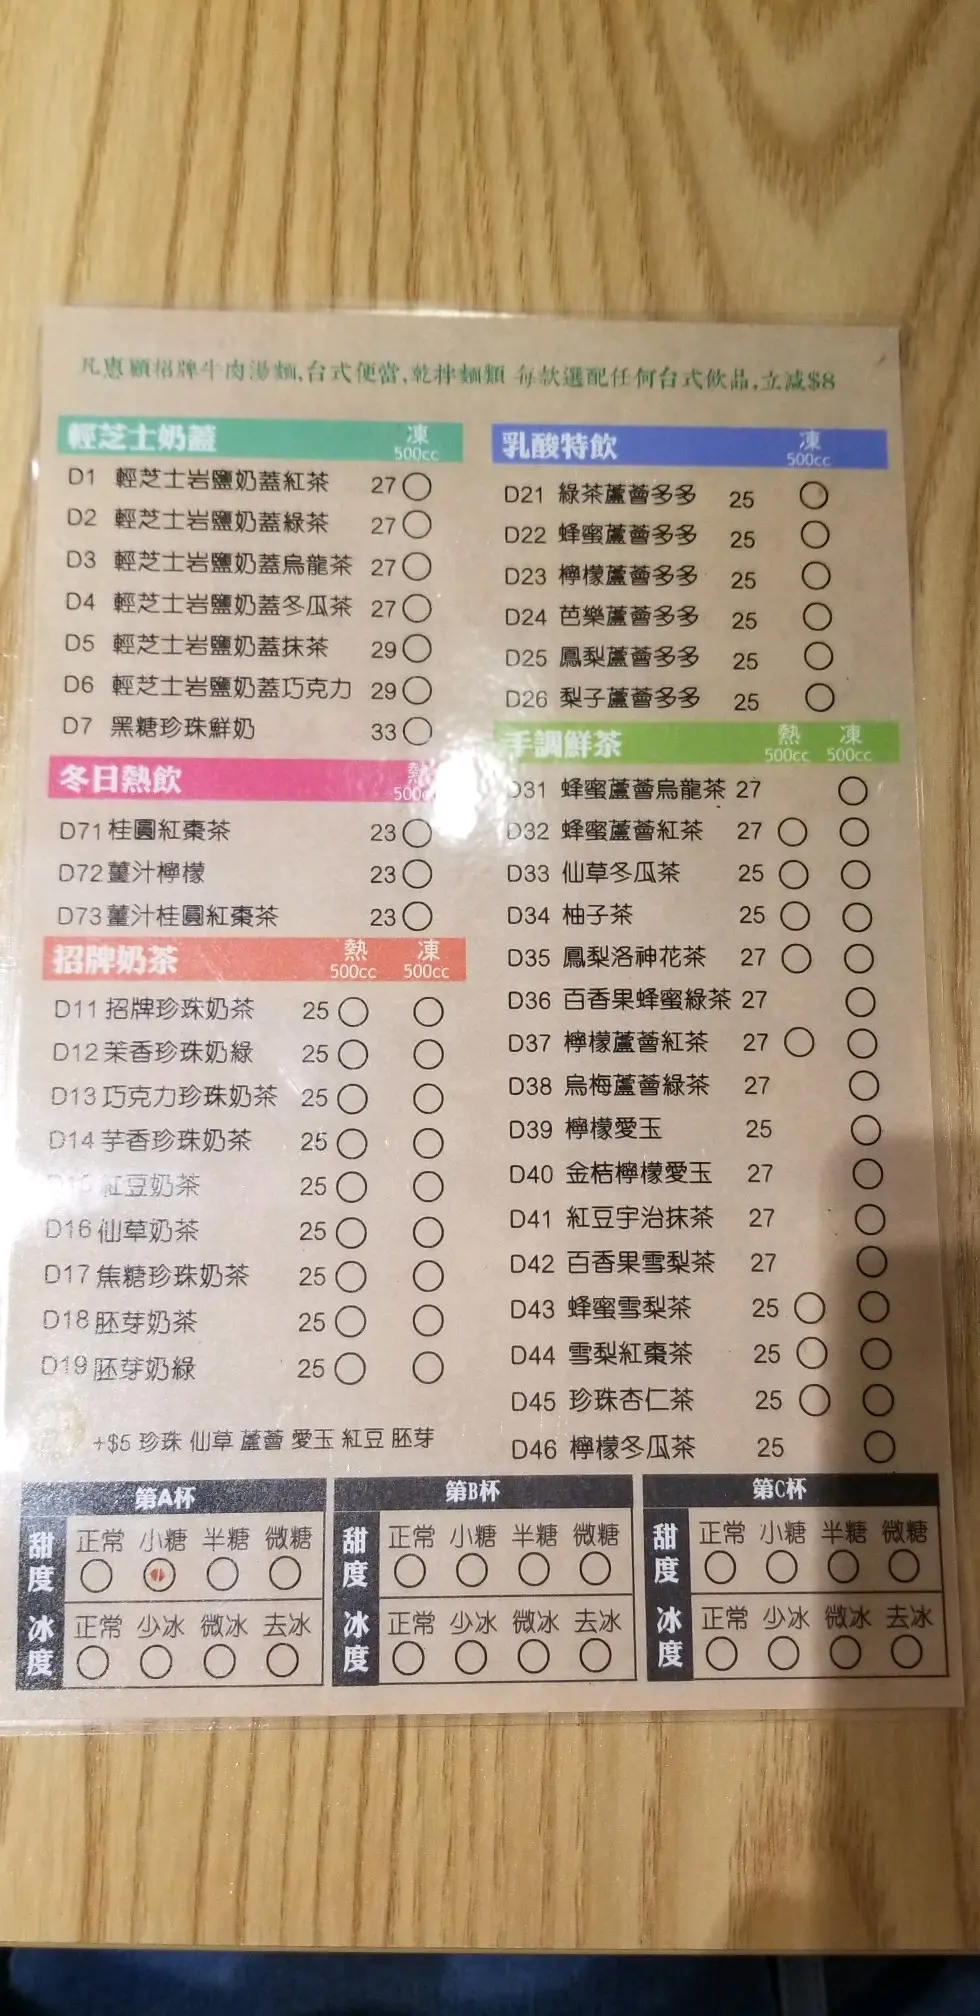 凡惠顧招牌牛肉湯麵,台式便當,乾拌麵類 每款選配任何台式飲品,立減$8
輕芝士奶蓋 凍 500cc
D1 輕芝士岩鹽奶蓋紅茶 27
D2 輕芝士岩鹽奶蓋綠茶 27
D3 輕芝士岩鹽奶蓋烏龍茶 27
D4 輕芝士岩鹽奶蓋冬瓜茶 27
D5 輕芝士岩鹽奶蓋抹茶 29
D6 輕芝士岩鹽奶蓋巧克力 29
D7 黑糖珍珠鮮奶 33
冬日熱飲 熱
D71 桂圓紅棗茶 23
D72 薑汁檸檬 23
D73 薑汁桂圓紅棗茶 23
招牌奶茶 熱 500cc 凍 500cc
D11 招牌珍珠奶茶 25
D12 茉香珍珠奶綠 25
D13 巧克力珍珠奶茶 25
D14 芋香珍珠奶茶 25
紅豆奶茶 25
D16 仙草奶茶 25
D17 焦糖珍珠奶茶 25
D18 胚芽奶茶 25
D19 胚芽奶綠 25
+$5 珍珠 仙草 蘆薈 愛玉 紅豆 胚芽
乳酸特飲 凍 500cc
D21 綠茶蘆薈多多 25
D22 蜂蜜蘆薈多多 25
D23 檸檬蘆薈多多 25
D24 芭樂蘆薈多多 25
D25 鳳梨蘆薈多多 25
D26 梨子蘆薈多多 25
手調鮮茶 熱 500cc 凍 500cc
D31 蜂蜜蘆薈烏龍茶 27
D32 蜂蜜蘆薈紅茶 27
D33 仙草冬瓜茶 25
D34 柚子茶 25
D35 鳳梨洛神花茶 27
D36 百香果蜂蜜綠茶 27
D37 檸檬蘆薈紅茶 27
D38 烏梅蘆薈綠茶 27
D39 檸檬愛玉 25
D40 金桔檸檬愛玉 27
D41 紅豆宇治抹茶 27
D42 百香果雪梨茶 27
D43 蜂蜜雪梨茶 25
D44 雪梨紅棗茶 25
D45 珍珠杏仁茶 25
D46 檸檬冬瓜茶 25
第A杯
甜度 正常 小糖 半糖 微糖
冰度 正常 少冰 微冰 去冰
第B杯
甜度 正常 小糖 半糖 微糖
冰度 正常 少冰 微冰 去冰
第C杯
甜度 正常 小糖 半糖 微糖
冰度 正常 少冰 微冰 去冰